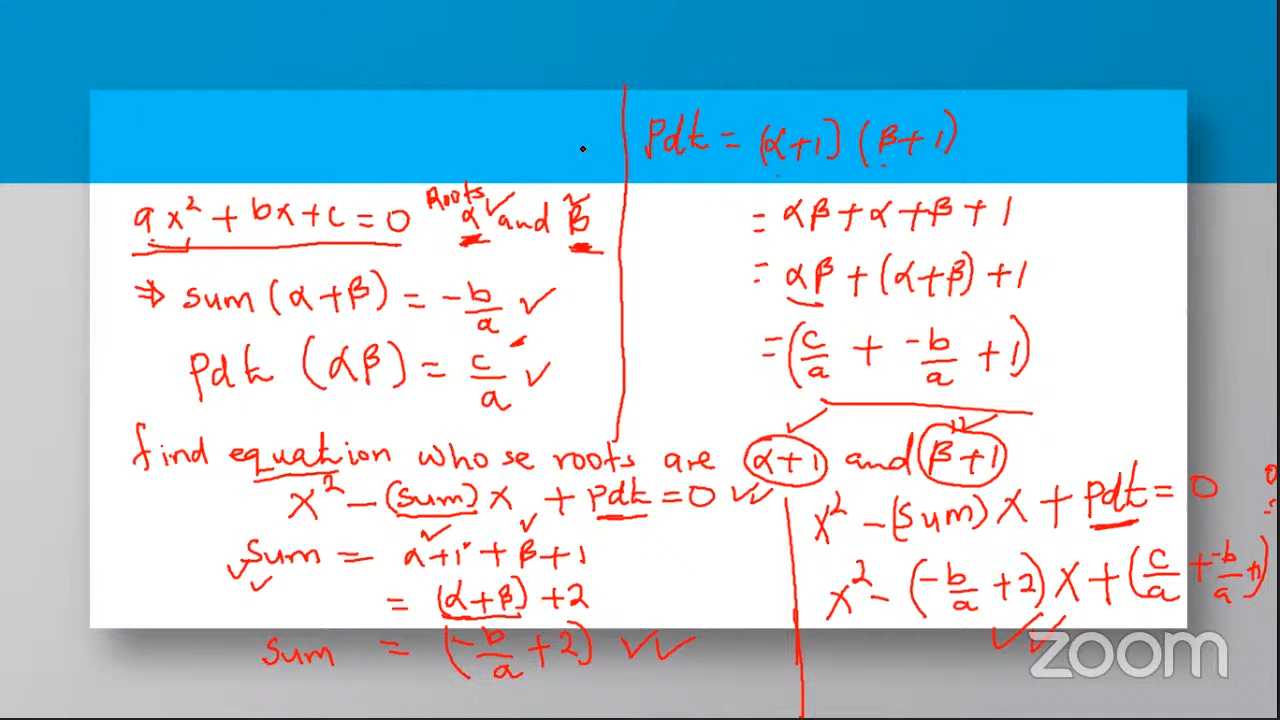 ax² + bx + c = 0 Roots α and β
⇒ sum (α + β) = -b/a
Pdt (αβ) = c/a
Pdt = (α+1) (β+1)
= αβ + α + β + 1
= αβ + (α+β) + 1
= (c/a + -b/a + 1)
find equation whose roots are α+1 and β+1
x² - (sum) x + Pdt = 0
sum = α+1 + β+1
= (α+β) + 2
sum = (-b/a + 2)
x² - (sum) x + Pdt = 0
x² - (-b/a + 2) x + (c/a + -b/a + 1)
zoom